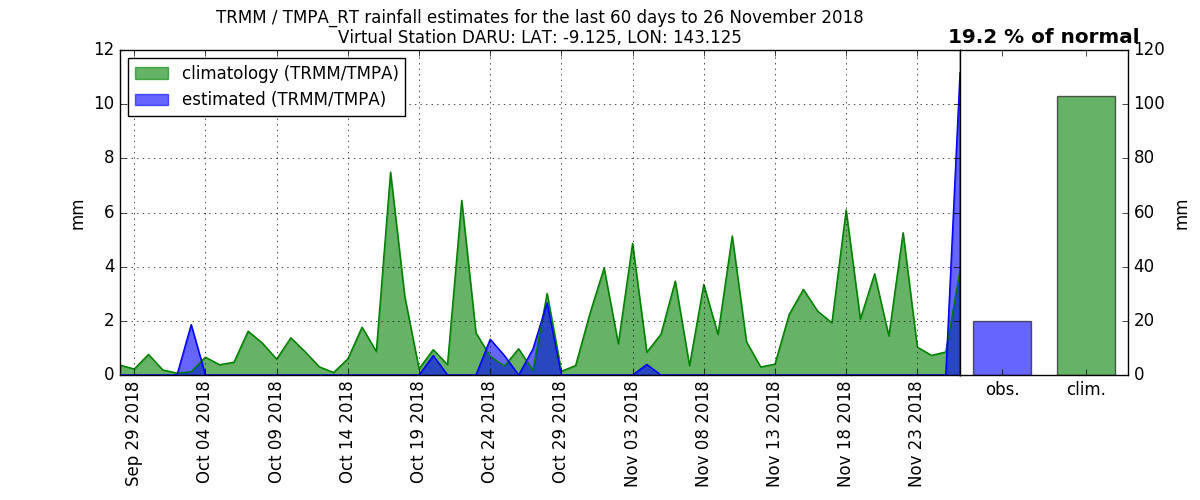 TRMM / TMPA_RT rainfall estimates for the last 60 days to 26 November 2018
Virtual Station DARU: LAT: -9.125, LON: 143.125
19.2 % of normal
climatology (TRMM/TMPA)
estimated (TRMM/TMPA)
12
10
8
6
4
2
0
mm
Sep 29 2018
Oct 04 2018
Oct 09 2018
Oct 14 2018
Oct 19 2018
Oct 24 2018
Oct 29 2018
Nov 03 2018
Nov 08 2018
Nov 13 2018
Nov 18 2018
Nov 23 2018
obs.
clim.
120
100
80
60
40
20
0
mm